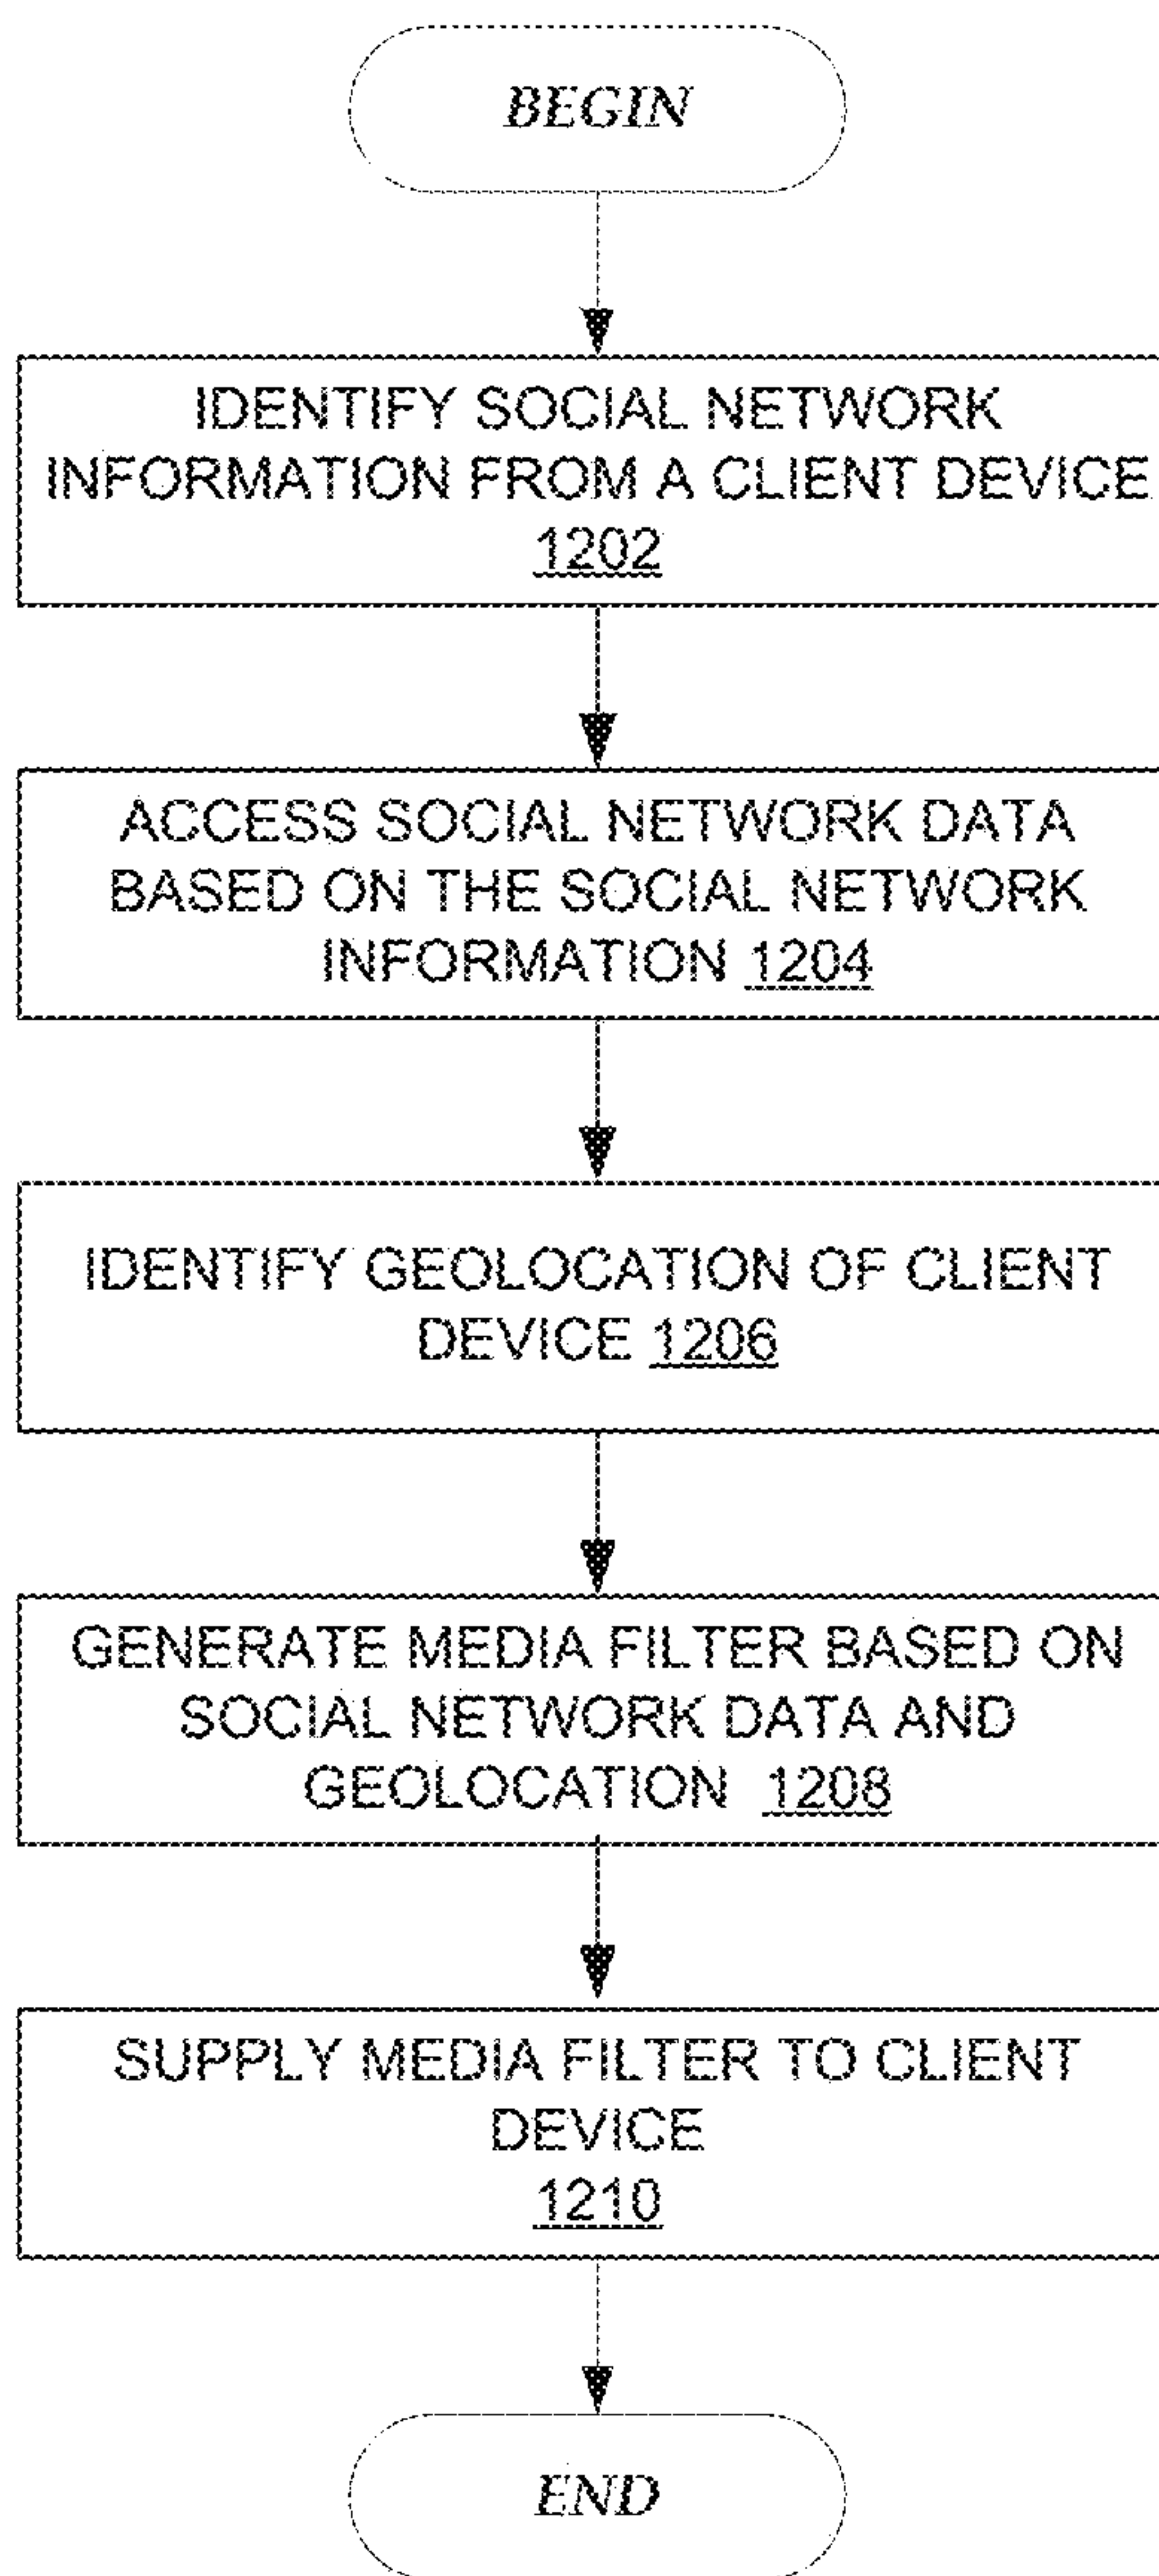 BEGIN
IDENTIFY SOCIAL NETWORK
INFORMATION FROM A CLIENT DEVICE
1202
ACCESS SOCIAL NETWORK DATA
BASED ON THE SOCIAL NETWORK
INFORMATION 1204
IDENTIFY GEOLOCATION OF CLIENT
DEVICE 1206
GENERATE MEDIA FILTER BASED ON
SOCIAL NETWORK DATA AND
GEOLOCATION 1208
SUPPLY MEDIA FILTER TO CLIENT
DEVICE
1210
END